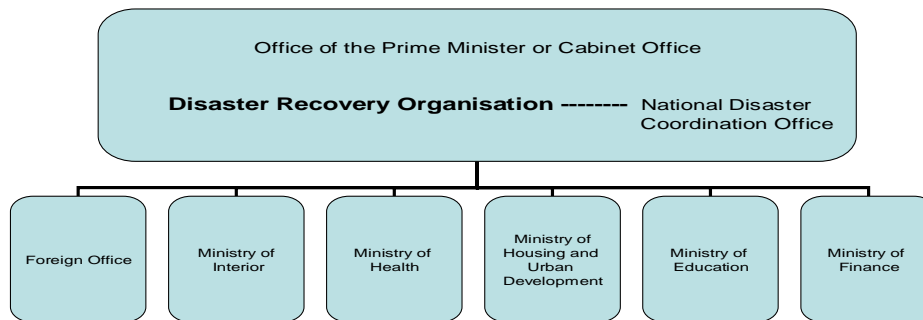 Office of the Prime Minister or Cabinet Office
Disaster Recovery Organisation -------- National Disaster
Coordination Office
Foreign Office
Ministry of
Interior
Ministry of
Health
Ministry of
Housing and
Urban
Development
Ministry of
Education
Ministry of
Finance